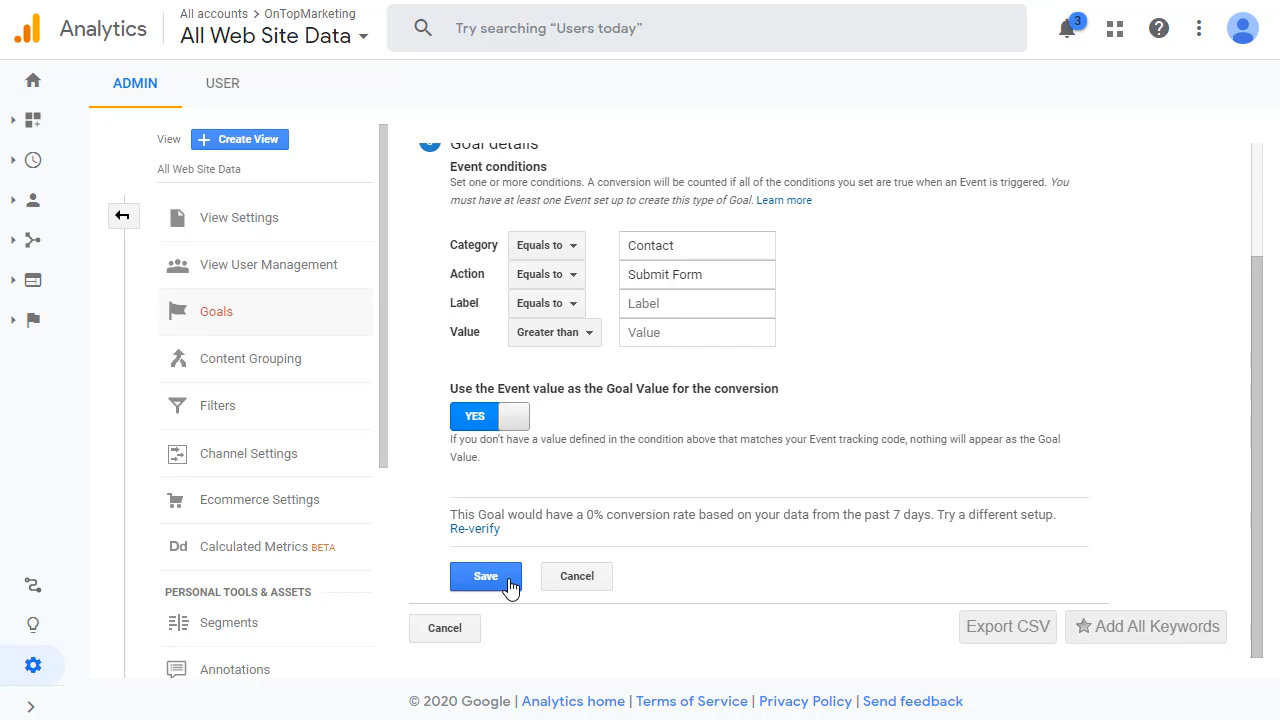 Analytics
All accounts > OnTopMarketing
All Web Site Data
Try searching “Users today”
3
ADMIN
USER
View
Create View
All Web Site Data
View Settings
View User Management
Goals
Content Grouping
Filters
Channel Settings
Ecommerce Settings
Dd Calculated Metrics BETA
PERSONAL TOOLS & ASSETS
Segments
Annotations
Goal details
Event conditions
Set one or more conditions. A conversion will be counted if all of the conditions you set are true when an Event is triggered. You
must have at least one Event set up to create this type of Goal. Learn more
Category Equals to Contact
Action Equals to Submit Form
Label Equals to Label
Value Greater than Value
Use the Event value as the Goal Value for the conversion
YES
If you don't have a value defined in the condition above that matches your Event tracking code, nothing will appear as the Goal
Value.
This Goal would have a 0% conversion rate based on your data from the past 7 days. Try a different setup.
Re-verify
Save Cancel
Cancel
Export CSV
Add All Keywords
© 2020 Google | Analytics home | Terms of Service | Privacy Policy | Send feedback